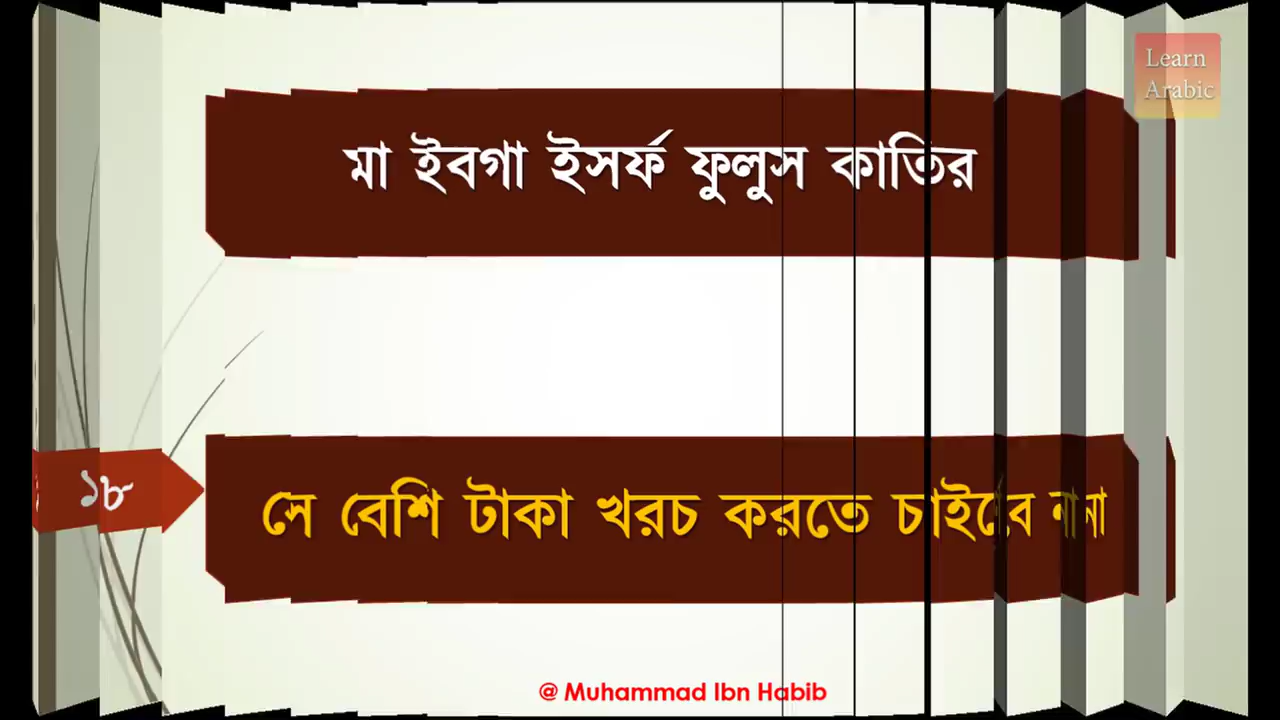 Learn
Arabic
মা ইবগা ইসর্ফ ফুলুস কাতির
১৮
সে বেশি টাকা খরচ করতে চাইবে না
@ Muhammad Ibn Habib